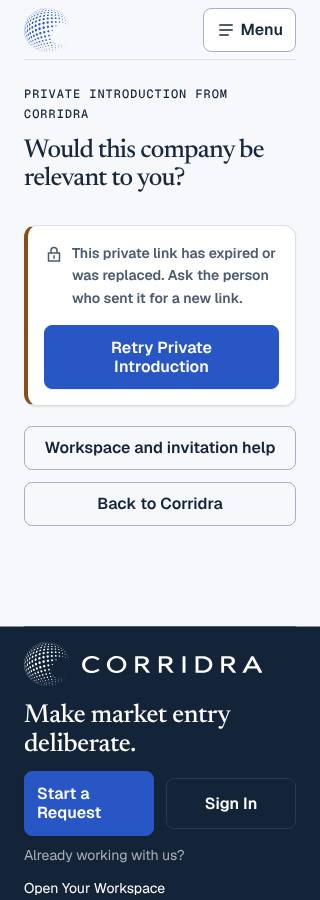 Menu
PRIVATE INTRODUCTION FROM
CORRIDRA
Would this company be
relevant to you?
This private link has expired or
was replaced. Ask the person
who sent it for a new link.
Retry Private
Introduction
Workspace and invitation help
Back to Corridra
CORRIDRA
Make market entry
deliberate.
Start a
Request
Sign In
Already working with us?
Open Your Workspace